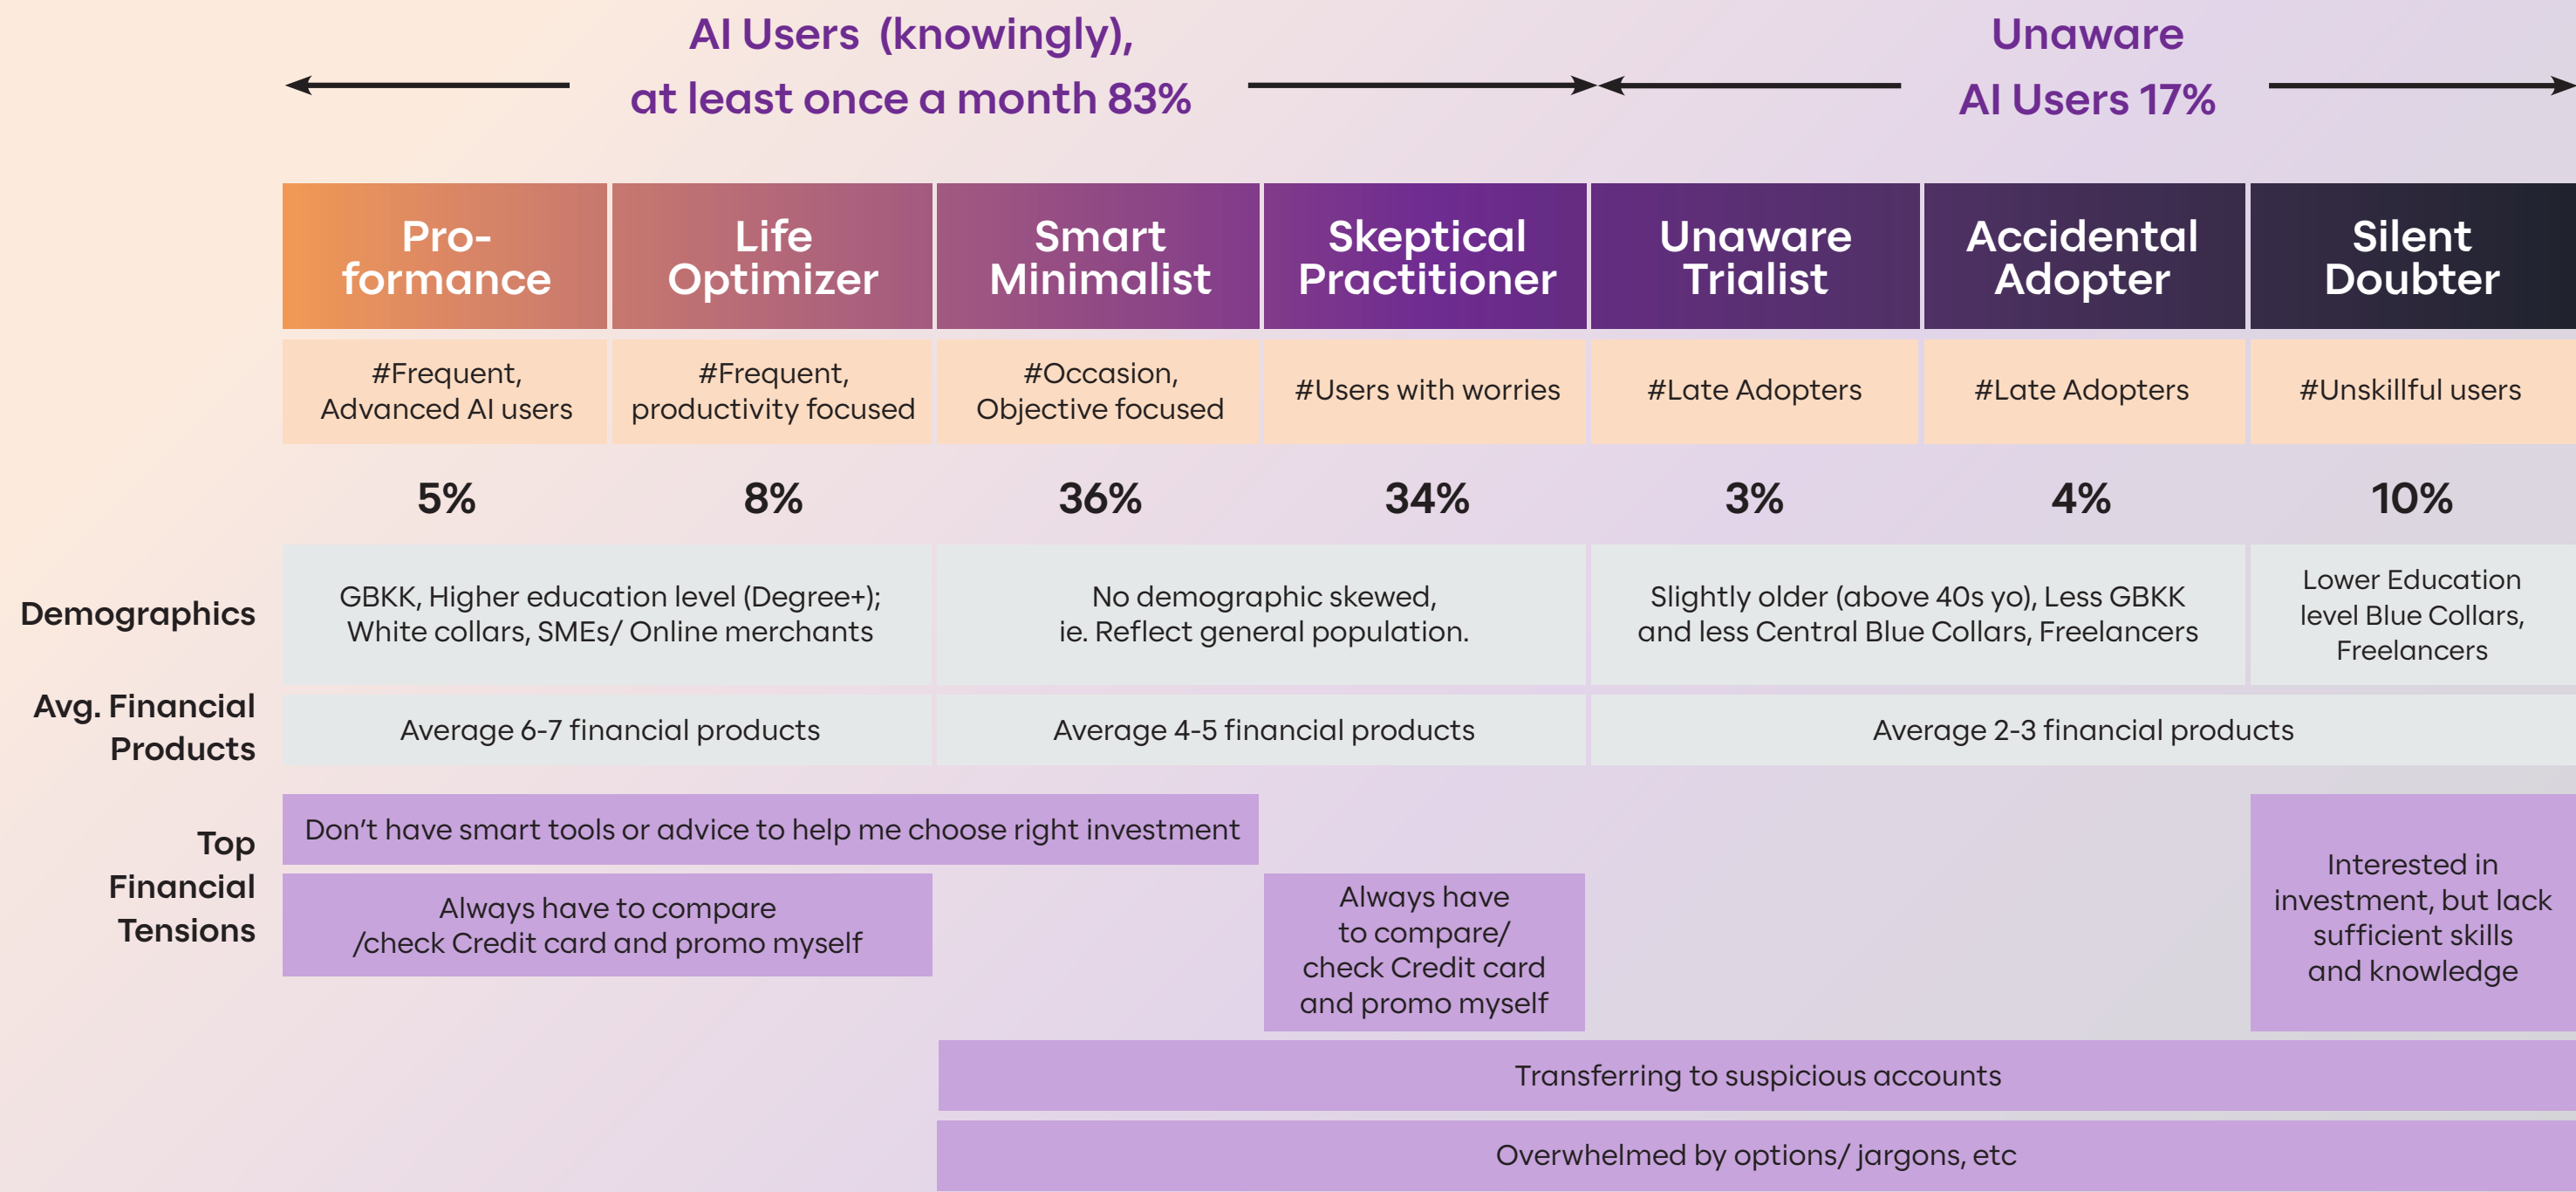 AI Users (knowingly),
at least once a month 83%
Unaware
AI Users 17%
Pro-
formance
Life
Optimizer
Smart
Minimalist
Skeptical
Practitioner
Unaware
Trialist
Accidental
Adopter
Silent
Doubter
#Frequent,
Advanced AI users
#Frequent,
productivity focused
#Occasion,
Objective focused
#Users with worries
#Late Adopters
#Late Adopters
#Unskillful users
5%
8%
36%
34%
3%
4%
10%
Demographics
GBKK, Higher education level (Degree+);
White collars, SMEs/ Online merchants
No demographic skewed,
ie. Reflect general population.
Slightly older (above 40s yo), Less GBKK
and less Central Blue Collars, Freelancers
Lower Education
level Blue Collars,
Freelancers
Avg. Financial
Products
Average 6-7 financial products
Average 4-5 financial products
Average 2-3 financial products
Top
Financial
Tensions
Don't have smart tools or advice to help me choose right investment
Always have to compare
/check Credit card and promo myself
Always have
to compare/
check Credit card
and promo myself
Interested in
investment, but lack
sufficient skills
and knowledge
Transferring to suspicious accounts
Overwhelmed by options/ jargons, etc